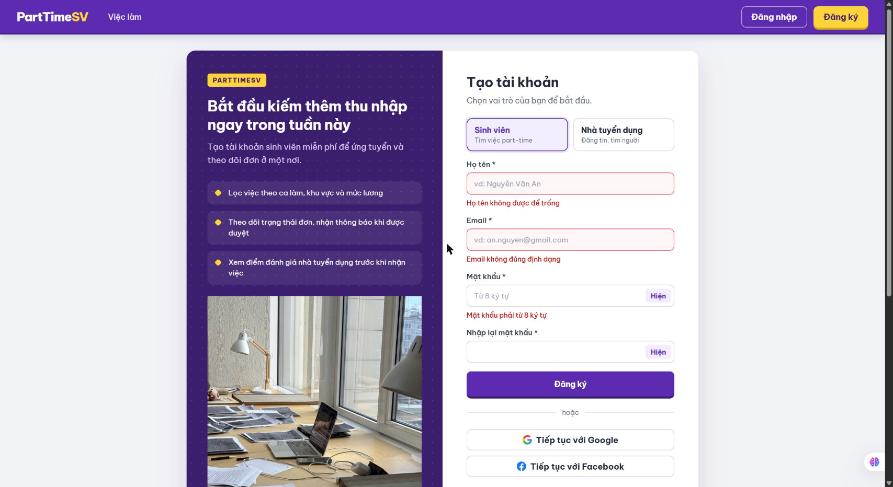 PartTimeSV
Việc làm
Đăng nhập
Đăng ký
PARTTIMESV
Bắt đầu kiếm thêm thu nhập
ngay trong tuần này
Tạo tài khoản sinh viên miễn phí để ứng tuyển và
theo dõi đơn ở một nơi.
Lọc việc theo ca làm, khu vực và mức lương
Theo dõi trạng thái đơn, nhận thông báo khi được
duyệt
Xem điểm đánh giá nhà tuyển dụng trước khi nhận
việc
Tạo tài khoản
Chọn vai trò của bạn để bắt đầu.
Sinh viên
Tìm việc part-time
Nhà tuyển dụng
Đăng tin, tìm người
Họ tên *
vd: Nguyễn Văn An
Họ tên không được để trống
Email *
vd: an.nguyen@gmail.com
Email không đúng định dạng
Mật khẩu *
Từ 8 ký tự
Hiện
Mật khẩu phải từ 8 ký tự
Nhập lại mật khẩu *
Hiện
Đăng ký
hoặc
Tiếp tục với Google
Tiếp tục với Facebook